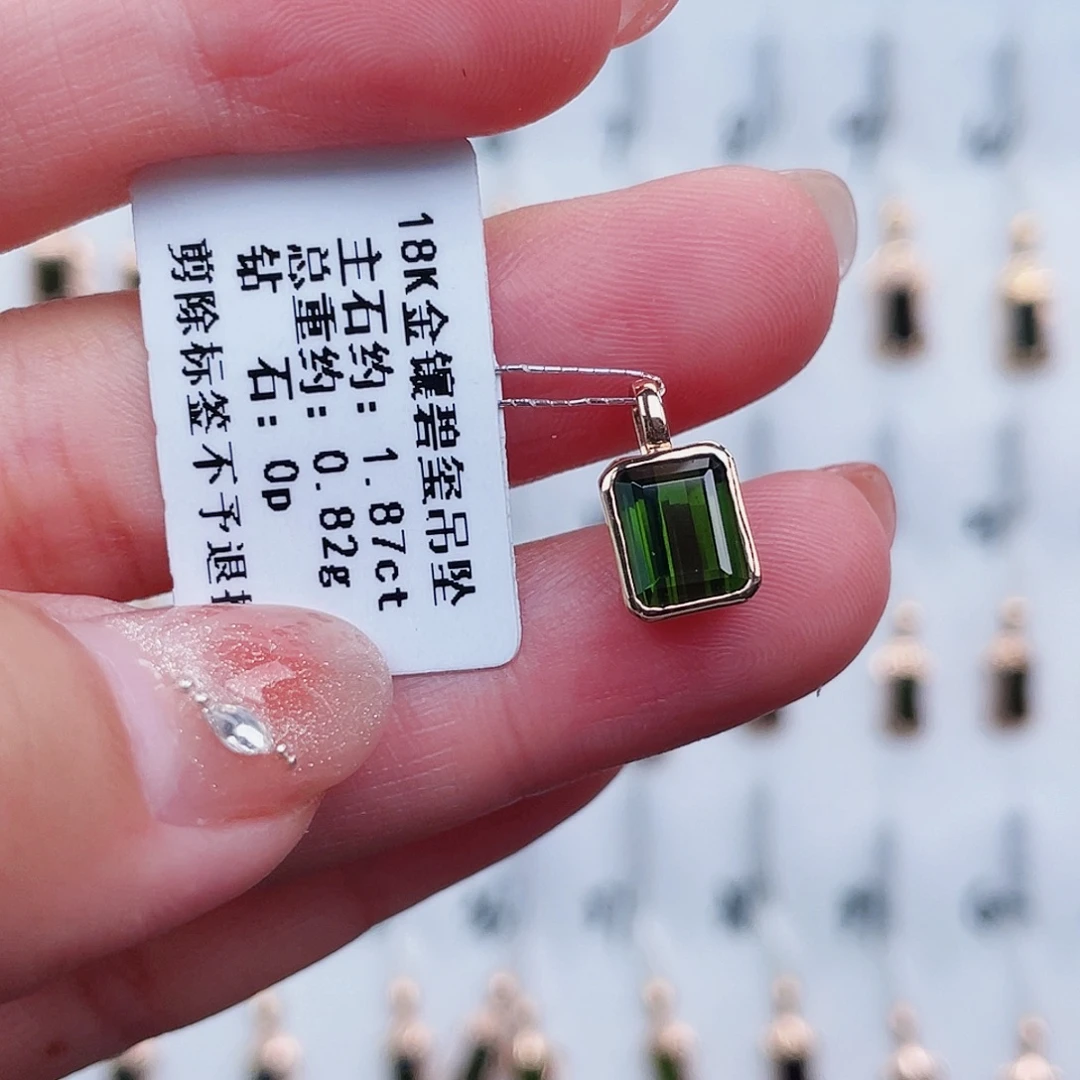 18K金镶碧玺吊坠
主石约: 1.87ct
总重约: 0.82g
钻 石: 0p
剪除标签不予退